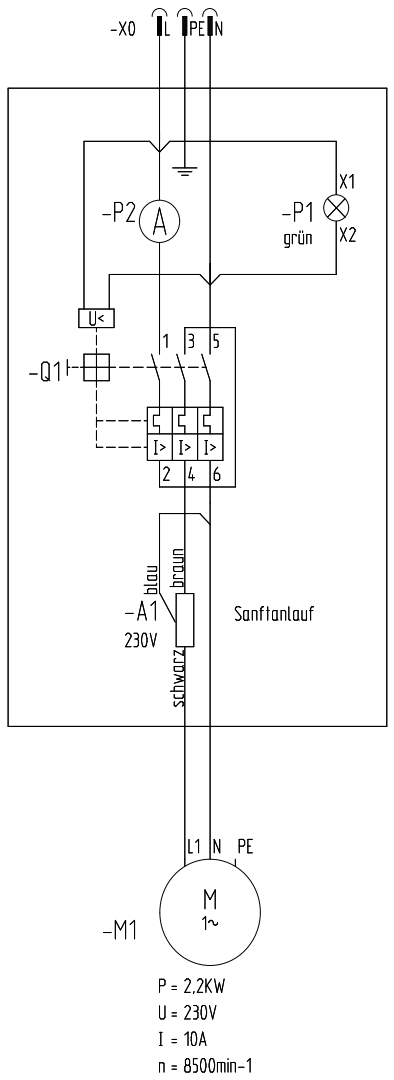 -X0 L PE N
X1
-P2 A -P1
grün X2
U<
1 3 5
-Q1
I> I> I>
2 4 6
blau braun
-A1 Sanftanlauf
230V
schwarz
L1 N PE
M
1~
-M1
P = 2,2KW
U = 230V
I = 10A
n = 8500min-1